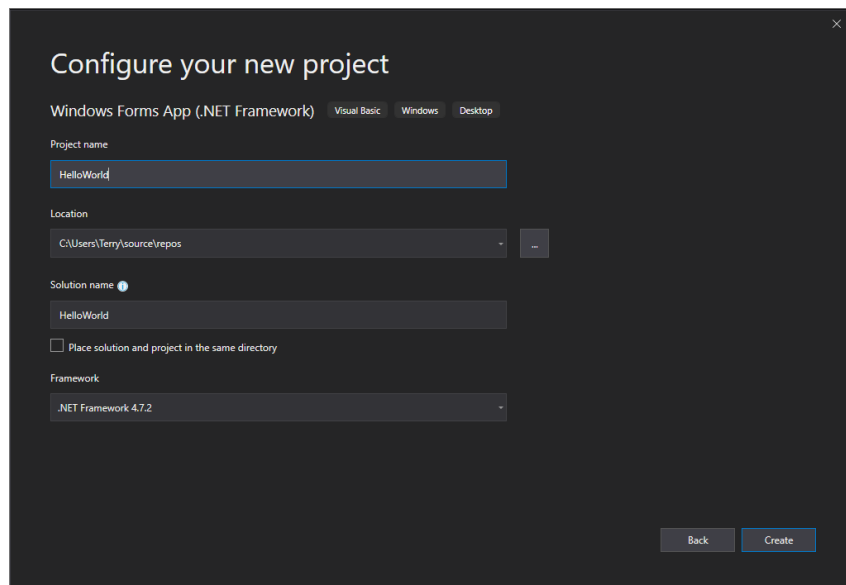 Configure your new project
Windows Forms App (.NET Framework) Visual Basic Windows Desktop
Project name
HelloWorld
Location
C:\Users\Terry\source\repos
...
Solution name
HelloWorld
Place solution and project in the same directory
Framework
.NET Framework 4.7.2
Back Create